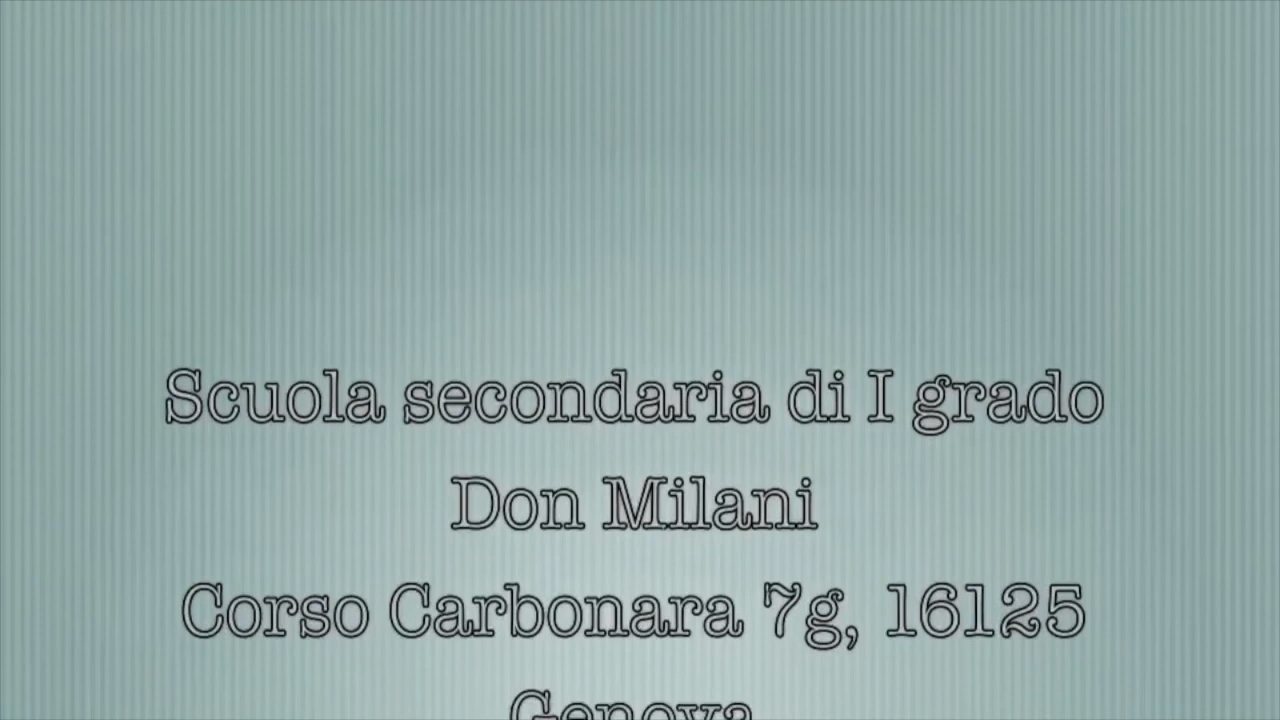 Scuola secondaria di I grado
Don Milani
Corso Carbonara 7g, 16125
Genova